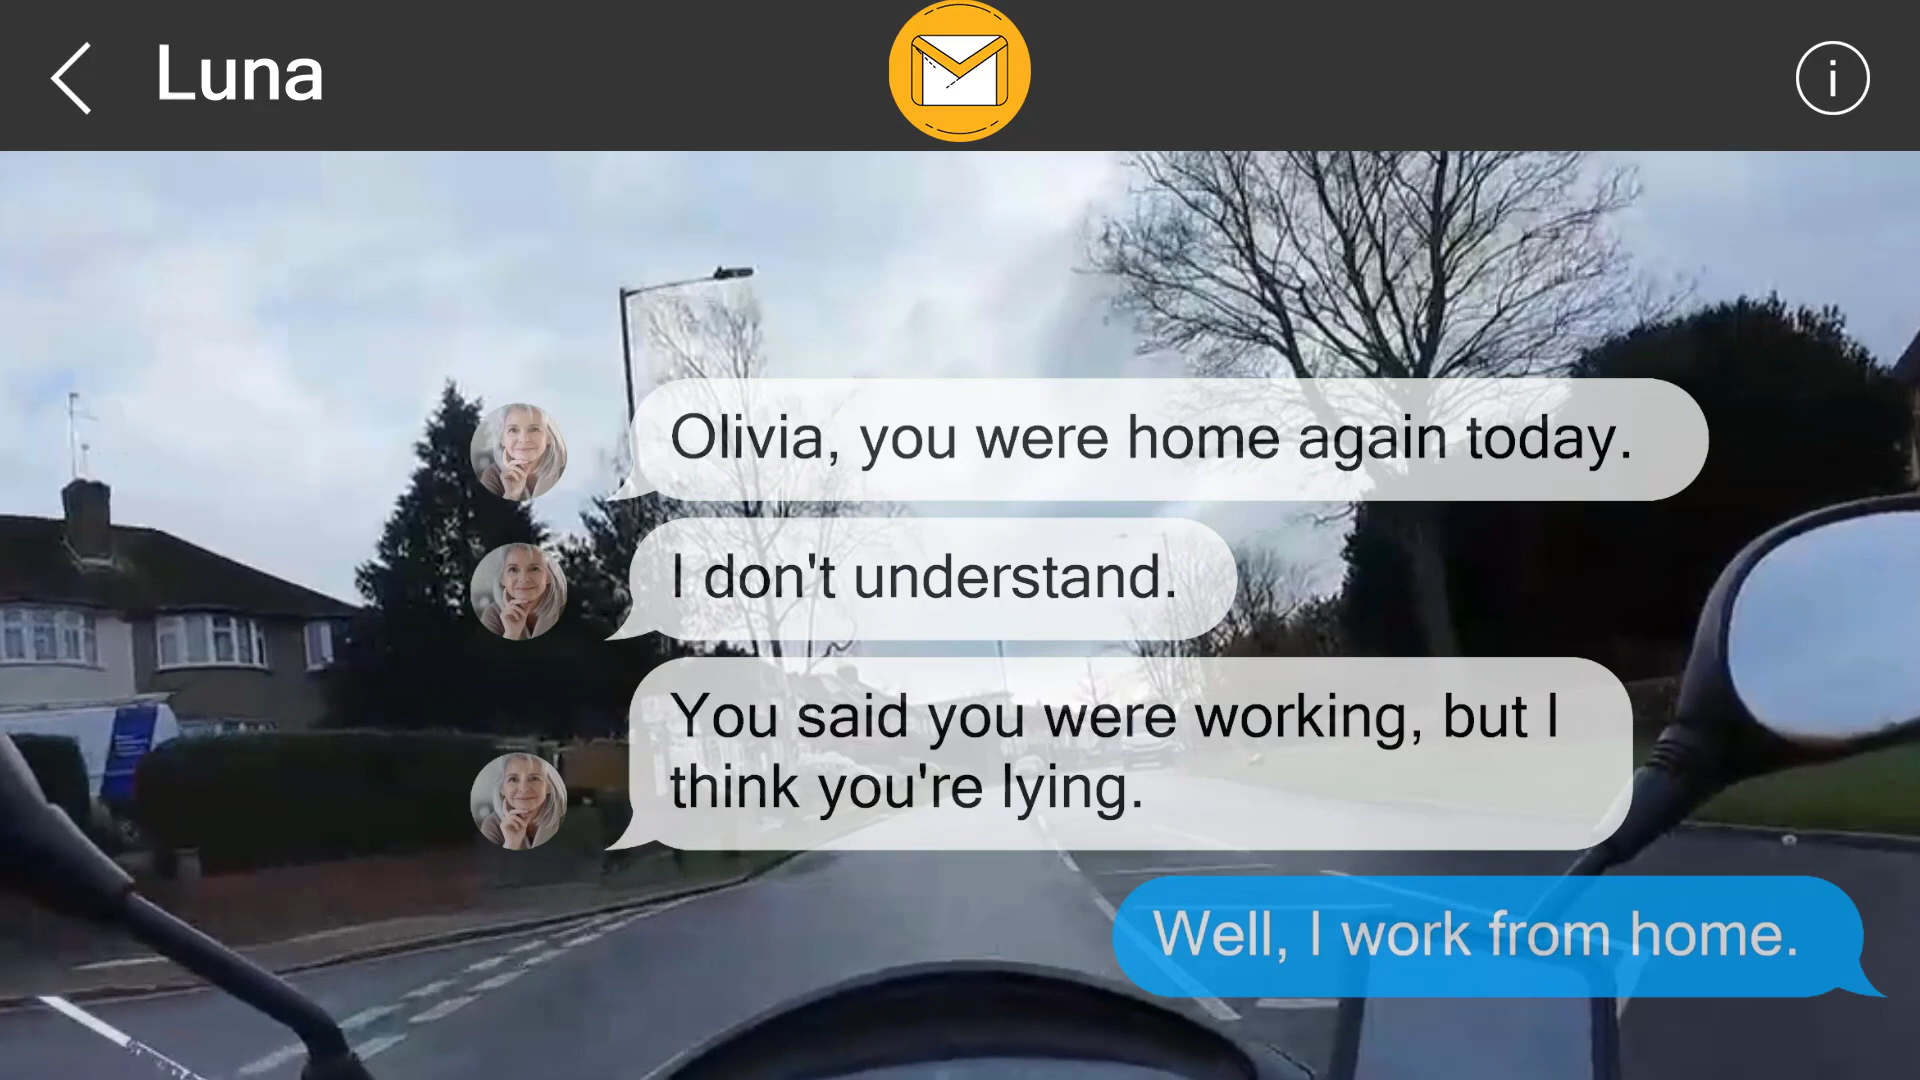 Luna
Olivia, you were home again today.
I don't understand.
You said you were working, but I
think you're lying.
Well, I work from home.